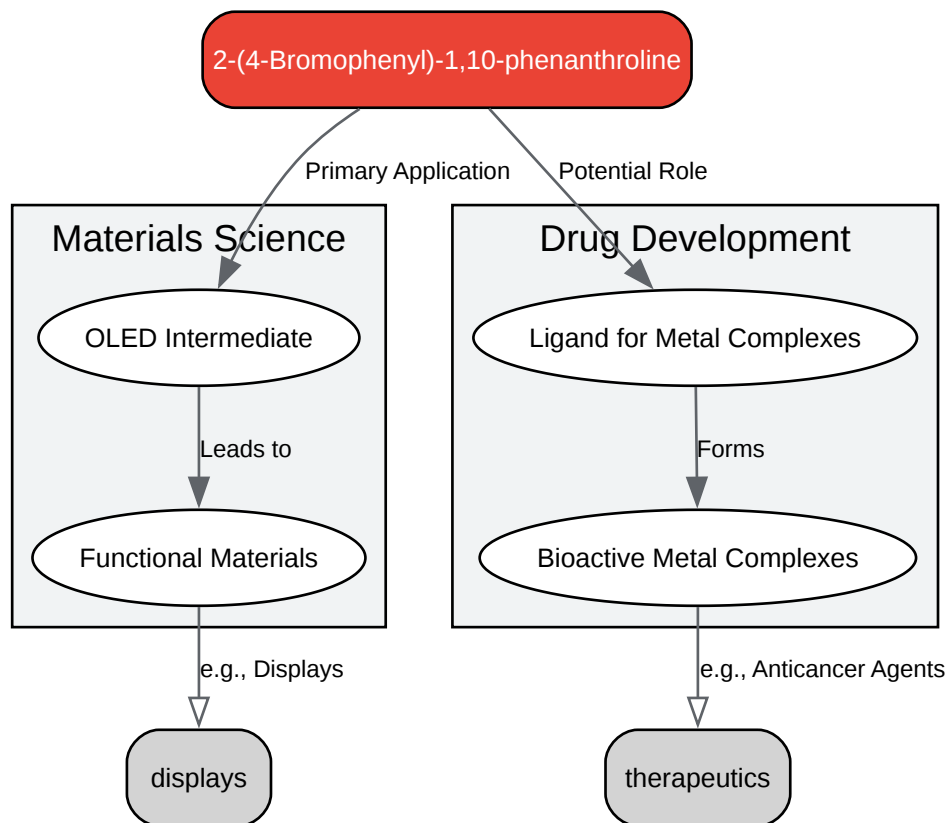 2-(4-Bromophenyl)-1,10-phenanthroline
Primary Application
Potential Role
Materials Science
Drug Development
OLED Intermediate
Ligand for Metal Complexes
Leads to
Forms
Functional Materials
Bioactive Metal Complexes
e.g., Displays
e.g., Anticancer Agents
displays
therapeutics